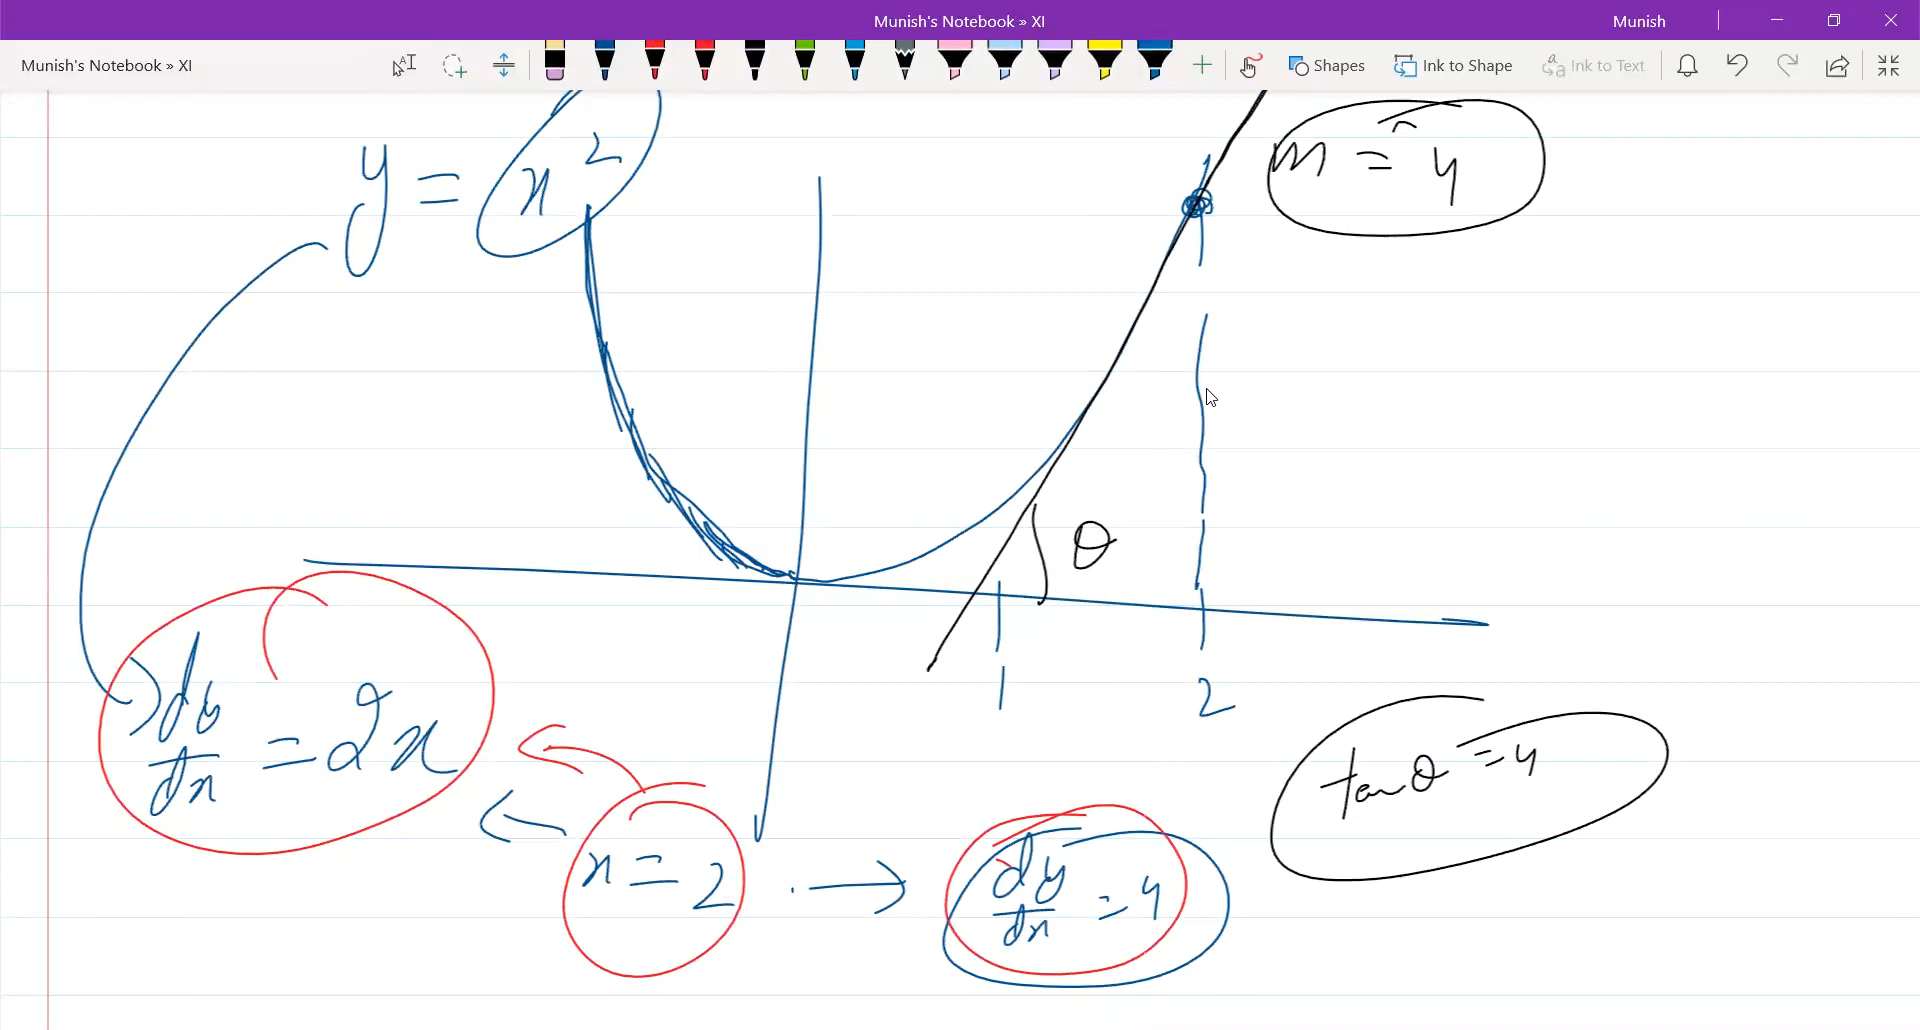 Munish's Notebook » XI
Munish
Munish's Notebook » XI
Shapes
Ink to Shape
Ink to Text
y = x²
m = 4
θ
1
2
dy/dx = 2x
tanθ = 4
x = 2 → dy/dx = 4